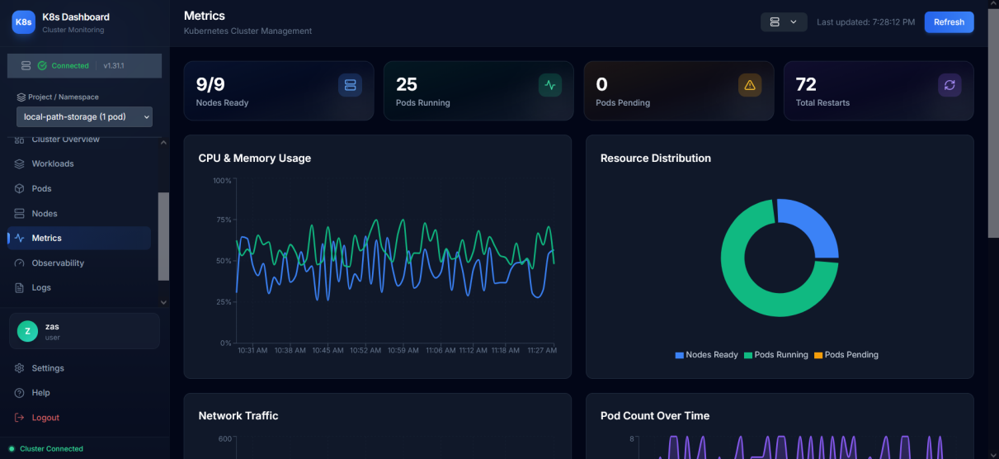 K8s
K8s Dashboard
Cluster Monitoring
Connected
v1.31.1
Project / Namespace
local-path-storage (1 pod)
Cluster Overview
Workloads
Pods
Nodes
Metrics
Observability
Logs
Z
zas
user
Settings
Help
Logout
Cluster Connected
Metrics
Kubernetes Cluster Management
Last updated: 7:28:12 PM
Refresh
9/9
Nodes Ready
25
Pods Running
0
Pods Pending
72
Total Restarts
CPU & Memory Usage
100%
75%
50%
25%
0%
10:31 AM 10:38 AM 10:45 AM 10:52 AM 10:59 AM 11:06 AM 11:12 AM 11:18 AM 11:27 AM
Resource Distribution
Nodes Ready Pods Running Pods Pending
Network Traffic
600
Pod Count Over Time
8